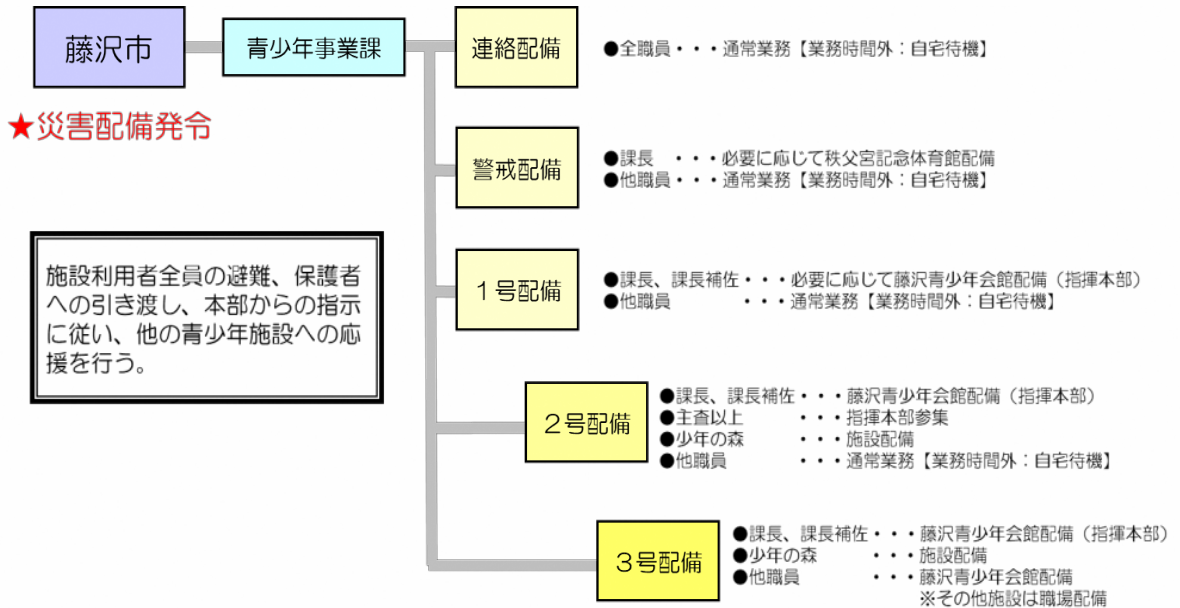 藤沢市
青少年事業課
★災害配備発令
施設利用者全員の避難、保護者
への引き渡し、本部からの指示
に従い、他の青少年施設への応
援を行う。
連絡配備
●全職員・・・通常業務【業務時間外：自宅待機】
警戒配備
●課長　・・・必要に応じて秩父宮記念体育館配備
●他職員・・・通常業務【業務時間外：自宅待機】
１号配備
●課長、課長補佐・・・必要に応じて藤沢青少年会館配備（指揮本部）
●他職員　　　　・・・通常業務【業務時間外：自宅待機】
２号配備
●課長、課長補佐・・・藤沢青少年会館配備（指揮本部）
●主査以上　　　・・・指揮本部参集
●少年の森　　　・・・施設配備
●他職員　　　　・・・通常業務【業務時間外：自宅待機】
３号配備
●課長、課長補佐・・・藤沢青少年会館配備（指揮本部）
●少年の森　　　・・・施設配備
●他職員　　　　・・・藤沢青少年会館配備
※その他施設は職場配備